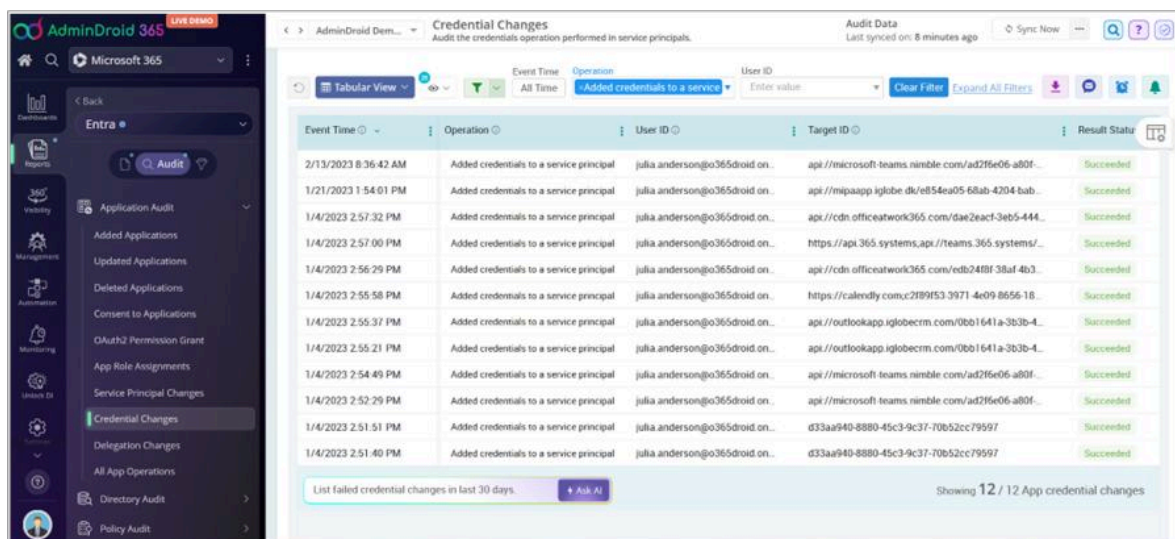 AdminDroid 365
LIVE DEMO
AdminDroid Dem...
Credential Changes
Audit the credentials operation performed in service principals.
Audit Data
Last synced on: 8 minutes ago
Sync Now
Microsoft 365
Dashboards
Reports
Visibility
Management
Automation
Monitoring
Unlock DI
< Back
Entra
Audit
Application Audit
Added Applications
Updated Applications
Deleted Applications
Consent to Applications
OAuth2 Permission Grant
App Role Assignments
Service Principal Changes
Credential Changes
Delegation Changes
All App Operations
Directory Audit
Policy Audit
Tabular View
Event Time
All Time
Operation
=Added credentials to a service
User ID
Enter value
Clear Filter
Expand All Filters
Event Time Operation User ID Target ID Result Statu
2/13/2023 8:36:42 AM Added credentials to a service principal julia.anderson@o365droid.on... api://microsoft-teams.nimble.com/ad2f6e06-a80f-... Succeeded
1/21/2023 1:54:01 PM Added credentials to a service principal julia.anderson@o365droid.on... api://mipaapp.iglobe.dk/e854ea05-68ab-4204-bab... Succeeded
1/4/2023 2:57:32 PM Added credentials to a service principal julia.anderson@o365droid.on... api://cdn.officeatwork365.com/dae2eacf-3eb5-444... Succeeded
1/4/2023 2:57:00 PM Added credentials to a service principal julia.anderson@o365droid.on... https://api.365.systems,api://teams.365.systems/... Succeeded
1/4/2023 2:56:29 PM Added credentials to a service principal julia.anderson@o365droid.on... api://cdn.officeatwork365.com/edb24f8f-38af-4b3... Succeeded
1/4/2023 2:55:58 PM Added credentials to a service principal julia.anderson@o365droid.on... https://calendly.com;c2f89f53-3971-4e09-8656-18... Succeeded
1/4/2023 2:55:37 PM Added credentials to a service principal julia.anderson@o365droid.on... api://outlookapp.iglobecrm.com/0bb1641a-3b3b-4... Succeeded
1/4/2023 2:55:21 PM Added credentials to a service principal julia.anderson@o365droid.on... api://outlookapp.iglobecrm.com/0bb1641a-3b3b-4... Succeeded
1/4/2023 2:54:49 PM Added credentials to a service principal julia.anderson@o365droid.on... api://microsoft-teams.nimble.com/ad2f6e06-a80f-... Succeeded
1/4/2023 2:52:29 PM Added credentials to a service principal julia.anderson@o365droid.on... api://microsoft-teams.nimble.com/ad2f6e06-a80f-... Succeeded
1/4/2023 2:51:51 PM Added credentials to a service principal julia.anderson@o365droid.on... d33aa940-8880-45c3-9c37-70b52cc79597 Succeeded
1/4/2023 2:51:40 PM Added credentials to a service principal julia.anderson@o365droid.on... d33aa940-8880-45c3-9c37-70b52cc79597 Succeeded
List failed credential changes in last 30 days.
Ask AI
Showing 12 / 12 App credential changes